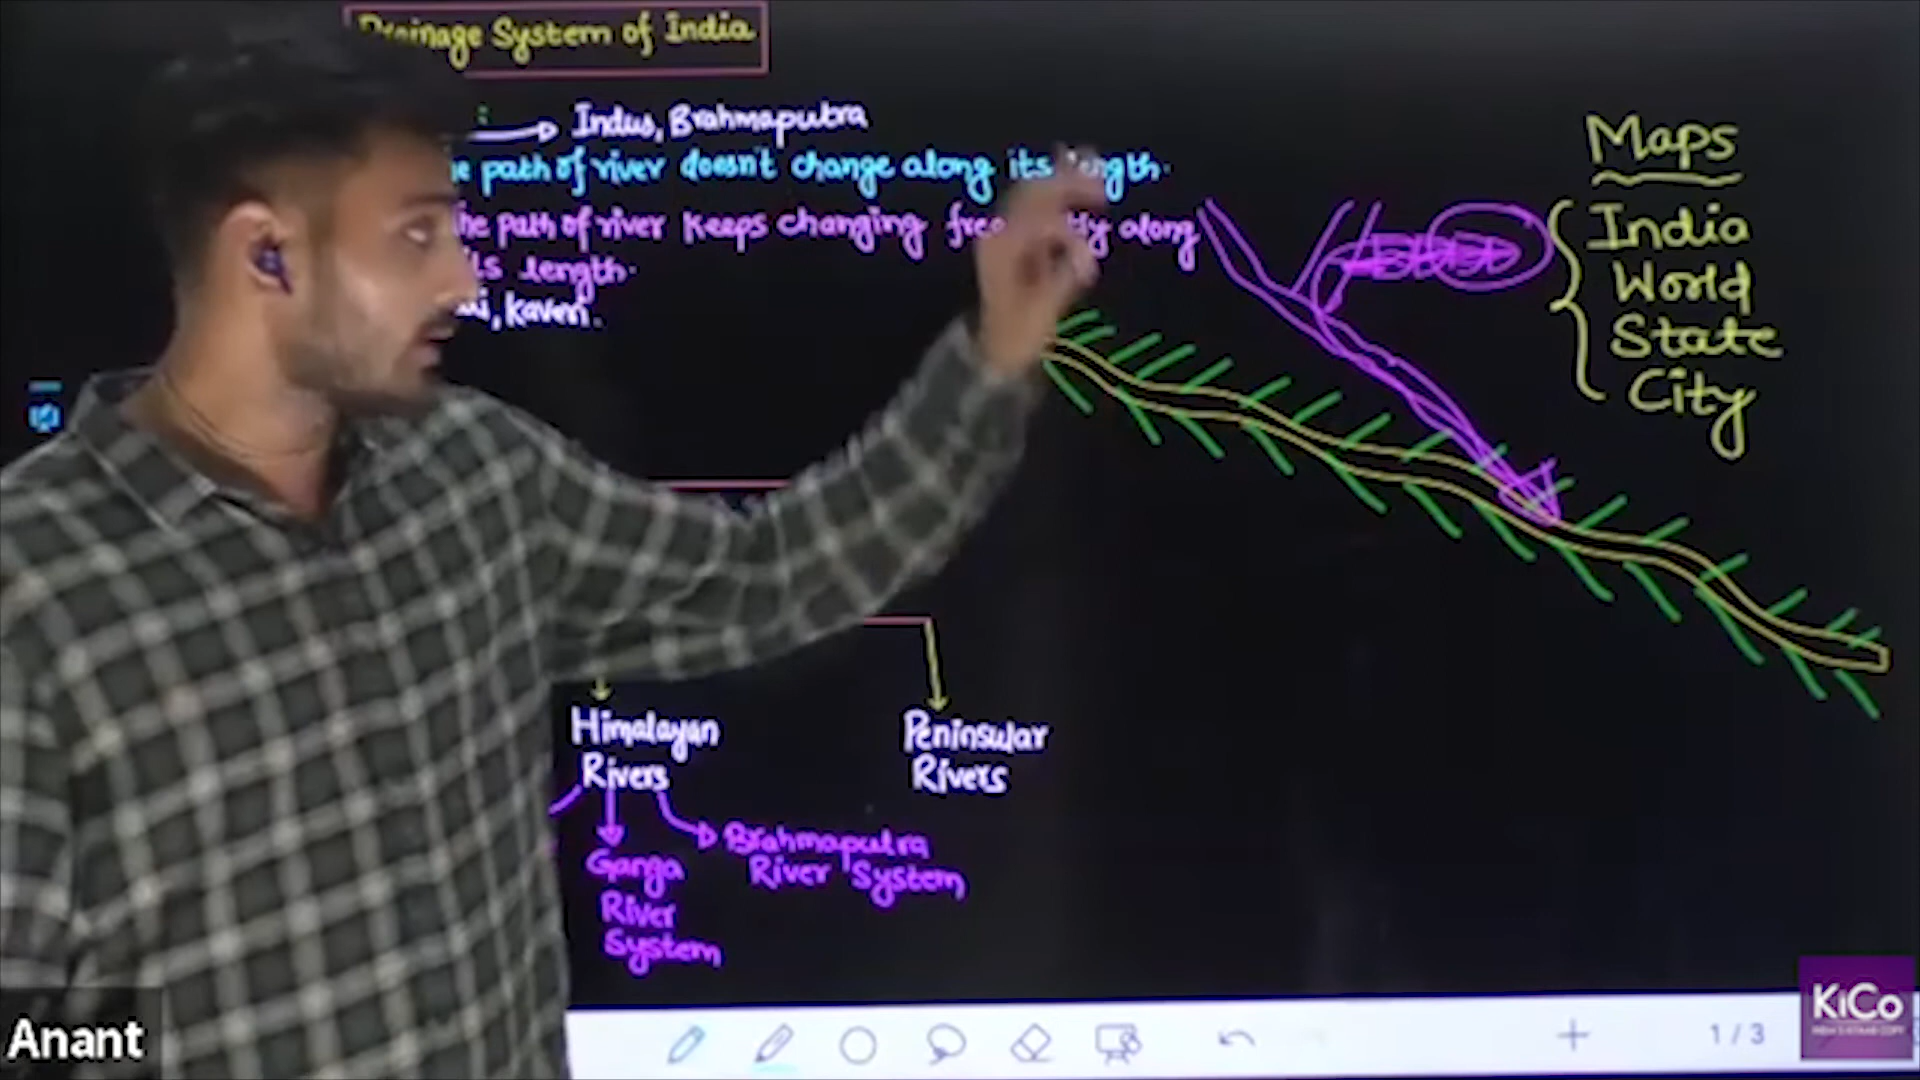 Drainage System of India
: → Indus, Brahmaputra
path of river doesn't change along its length.
the path of river keeps changing along
length.
, Kaveri.
Himalayan
Rivers
Peninsular
Rivers
Ganga
River
System
Brahmaputra
River System
Maps
India
World
State
City
Anant
1 / 3
KiCo